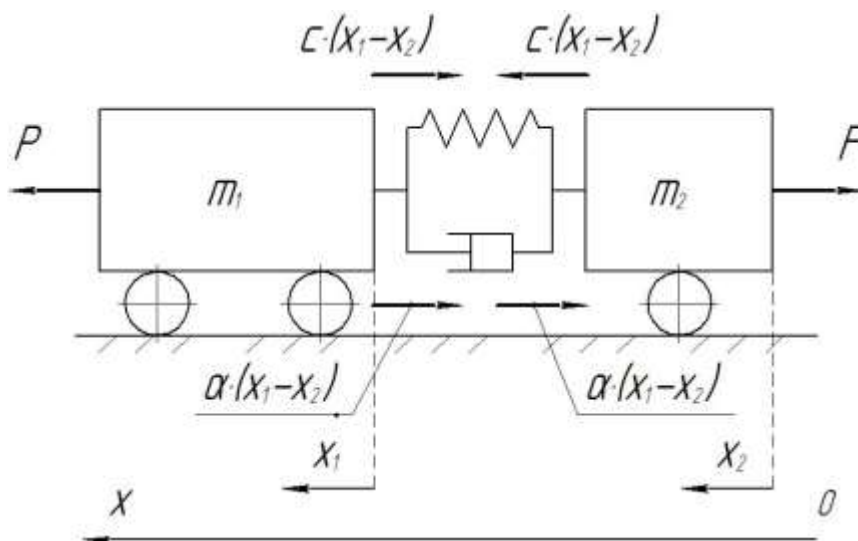 c·(x₁-x₂) c·(x₁-x₂)
P m₁ m₂ F
α·(x₁-x₂) α·(x₁-x₂)
x₁ x₂
x 0